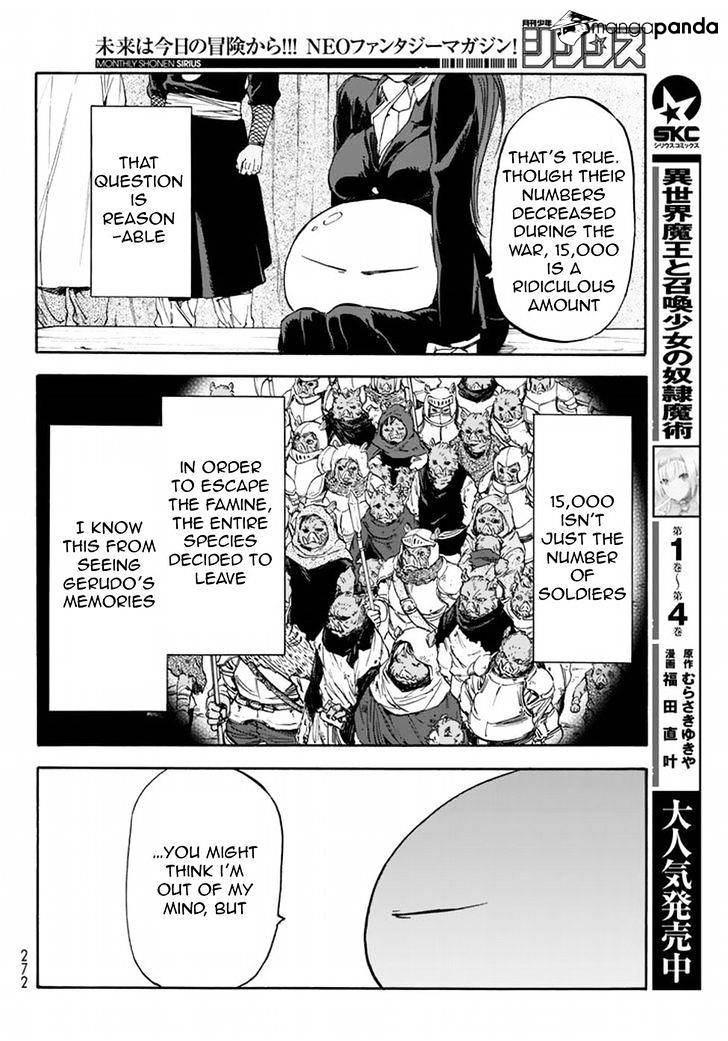 mangapanda
未来は今日の冒険から!!! NEOファンタジーマガジン!
MONTHLY SHONEN SIRIUS
月刊少年
シリウス
THAT'S TRUE.
THOUGH THEIR
NUMBERS
DECREASED
DURING THE
WAR, 15,000
IS A
RIDICULOUS
AMOUNT
THAT
QUESTION
IS
REASON
-ABLE
15,000
ISN'T
JUST THE
NUMBER
OF
SOLDIERS
IN ORDER
TO ESCAPE
THE FAMINE,
THE ENTIRE
SPECIES
DECIDED TO
LEAVE
I KNOW
THIS FROM
SEEING
GERUDO'S
MEMORIES
...YOU MIGHT
THINK I'M
OUT OF MY
MIND, BUT
272
SKC
シリウスコミックス
異世界魔王と召喚少女の奴隷魔術
第1巻~第4巻
原作 むらさきゆきや
漫画 福田直叶
大人気発売中